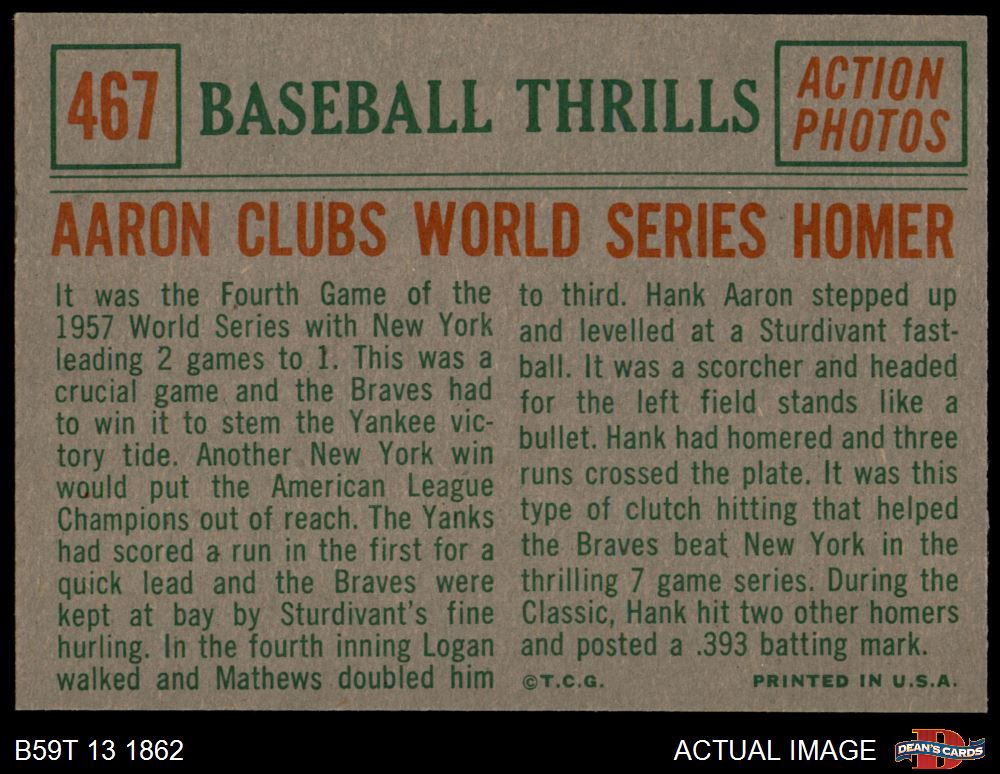 467
BASEBALL THRILLS
ACTION
PHOTOS
AARON CLUBS WORLD SERIES HOMER
It was the Fourth Game of the
1957 World Series with New York
leading 2 games to 1. This was a
crucial game and the Braves had
to win it to stem the Yankee vic-
tory tide. Another New York win
would put the American League
Champions out of reach. The Yanks
had scored a run in the first for a
quick lead and the Braves were
kept at bay by Sturdivant's fine
hurling. In the fourth inning Logan
walked and Mathews doubled him
to third. Hank Aaron stepped up
and levelled at a Sturdivant fast-
ball. It was a scorcher and headed
for the left field stands like a
bullet. Hank had homered and three
runs crossed the plate. It was this
type of clutch hitting that helped
the Braves beat New York in the
thrilling 7 game series. During the
Classic, Hank hit two other homers
and posted a .393 batting mark.
©T.C.G.
PRINTED IN U.S.A.
B59T 13 1862
ACTUAL IMAGE
D
DEAN'S CARDS